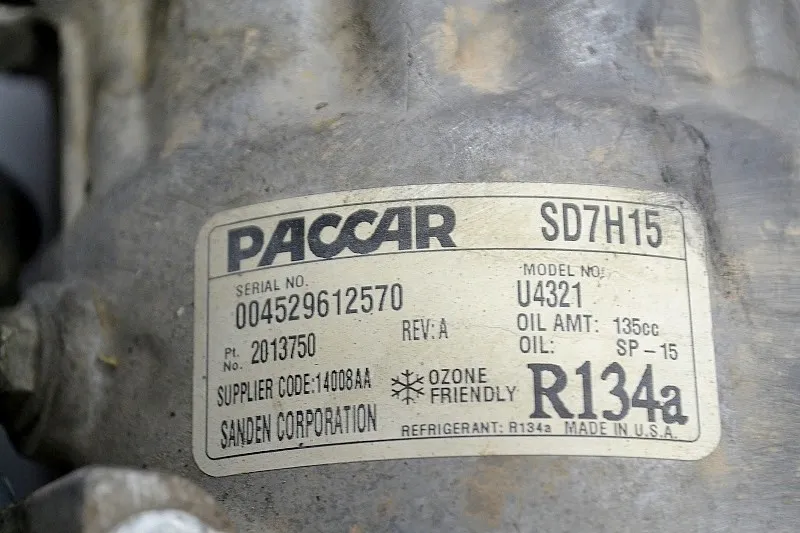 PACCAR SD7H15
SERIAL NO. MODEL NO:
004529612570 U4321
REV: A OIL AMT: 135cc
Pt. No. 2013750 OIL: SP-15
SUPPLIER CODE:14008AA OZONE FRIENDLY R134a
SANDEN CORPORATION REFRIGERANT: R134a MADE IN U.S.A.